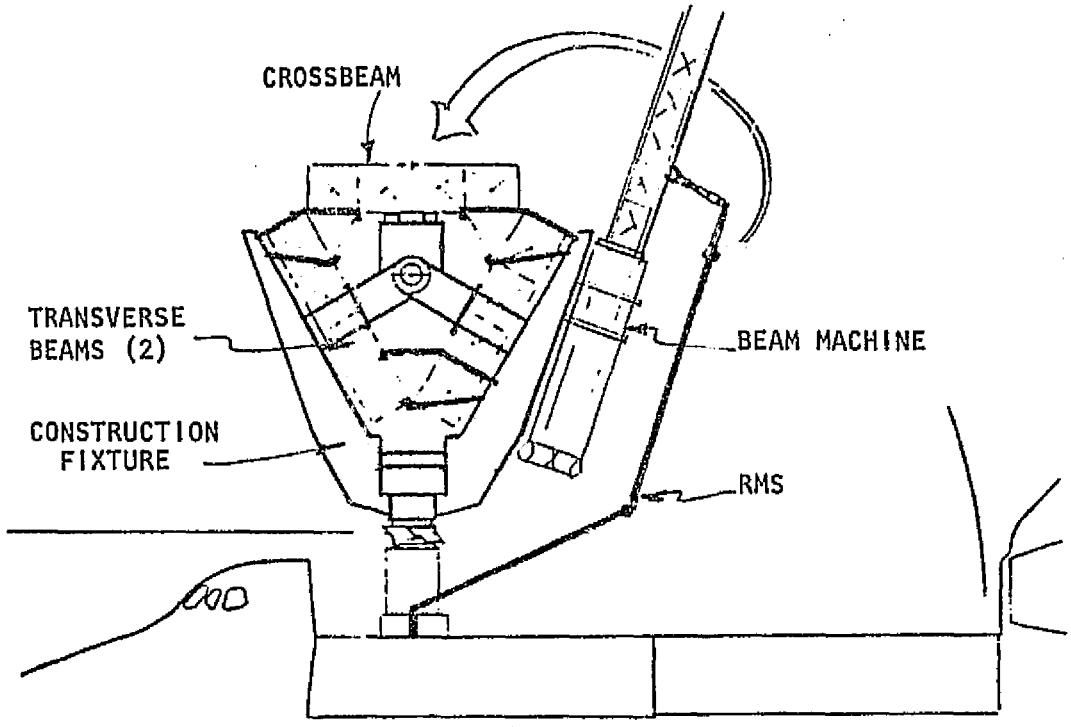 CROSSBEAM
TRANSVERSE
BEAMS (2)
BEAM MACHINE
CONSTRUCTION
FIXTURE
RMS